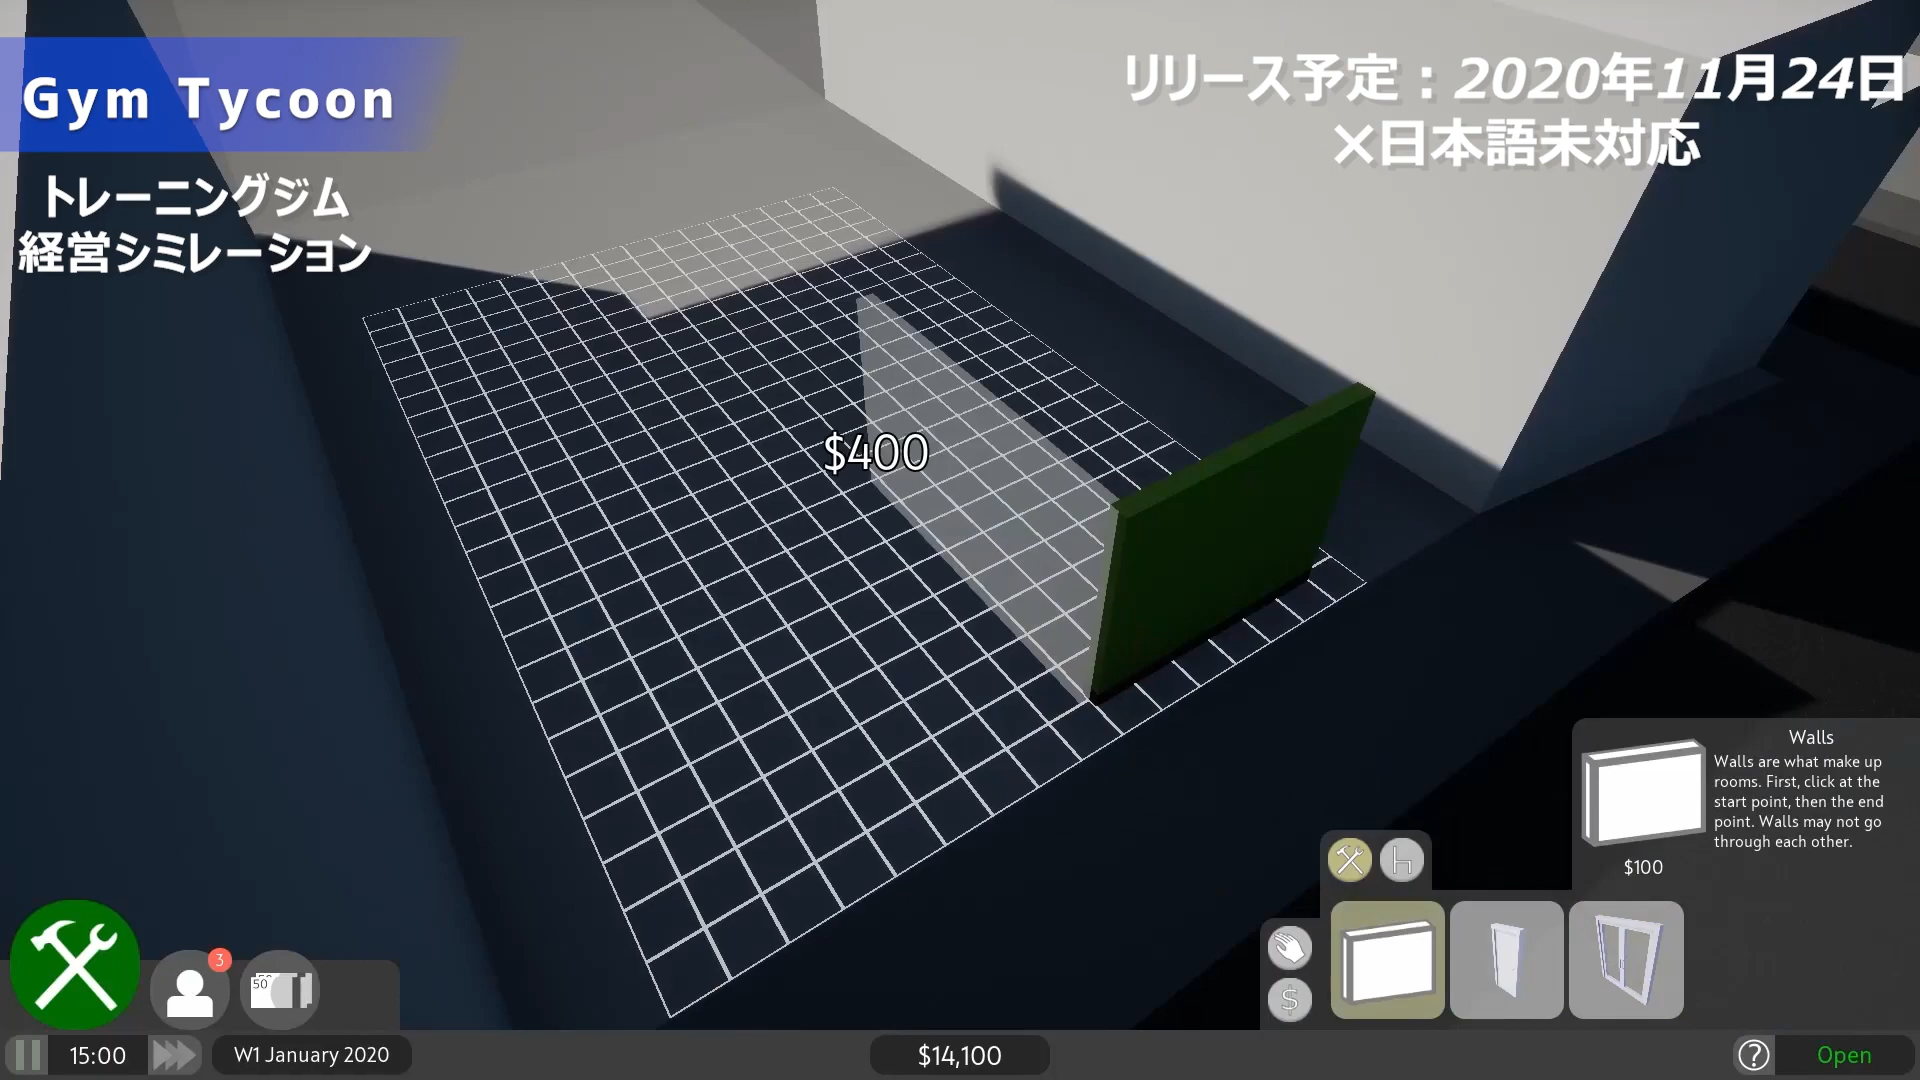 Gym Tycoon
トレーニングジム
経営シミレーション
リリース予定：2020年11月24日
×日本語未対応
$400
Walls
Walls are what make up
rooms. First, click at the
start point, then the end
point. Walls may not go
through each other.
$100
3
50
$
15:00
W1 January 2020
$14,100
?
Open